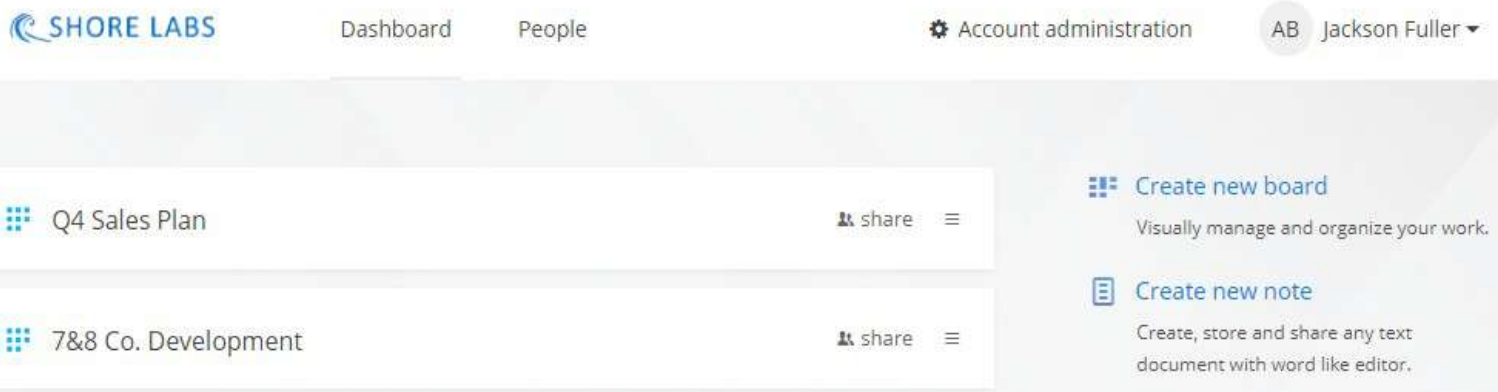 SHORE LABS Dashboard People Account administration AB Jackson Fuller
Q4 Sales Plan share
7&8 Co. Development share
Create new board
Visually manage and organize your work.
Create new note
Create, store and share any text
document with word like editor.